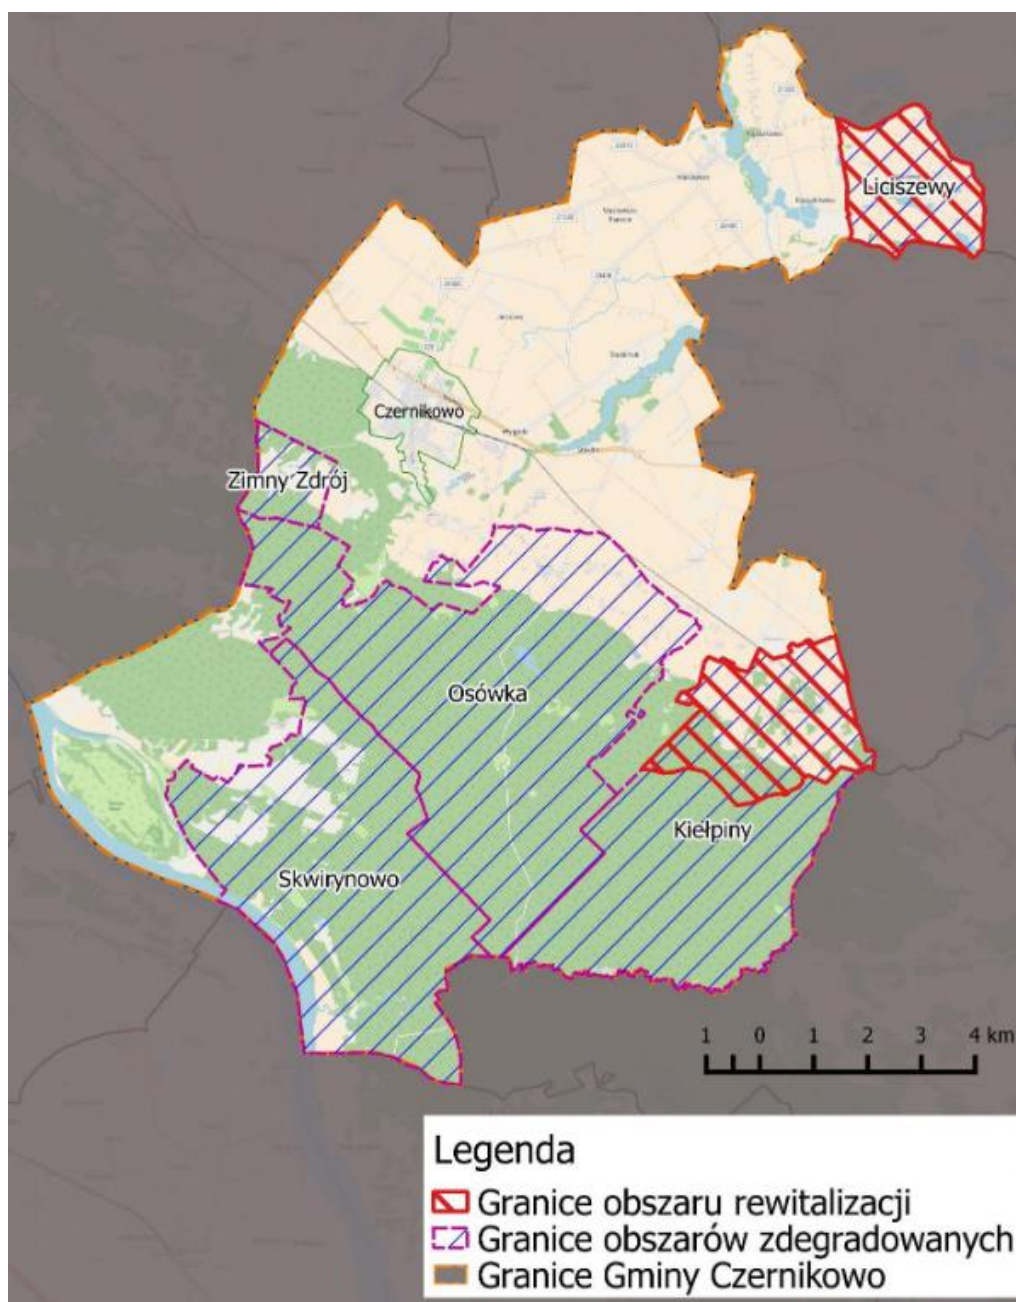 Liciszewy
Czernikowo
Zimny Zdrój
Osówka
Kiełpiny
Skwirynowo
1 0 1 2 3 4 km
Legenda
Granice obszaru rewitalizacji
Granice obszarów zdegradowanych
Granice Gminy Czernikowo